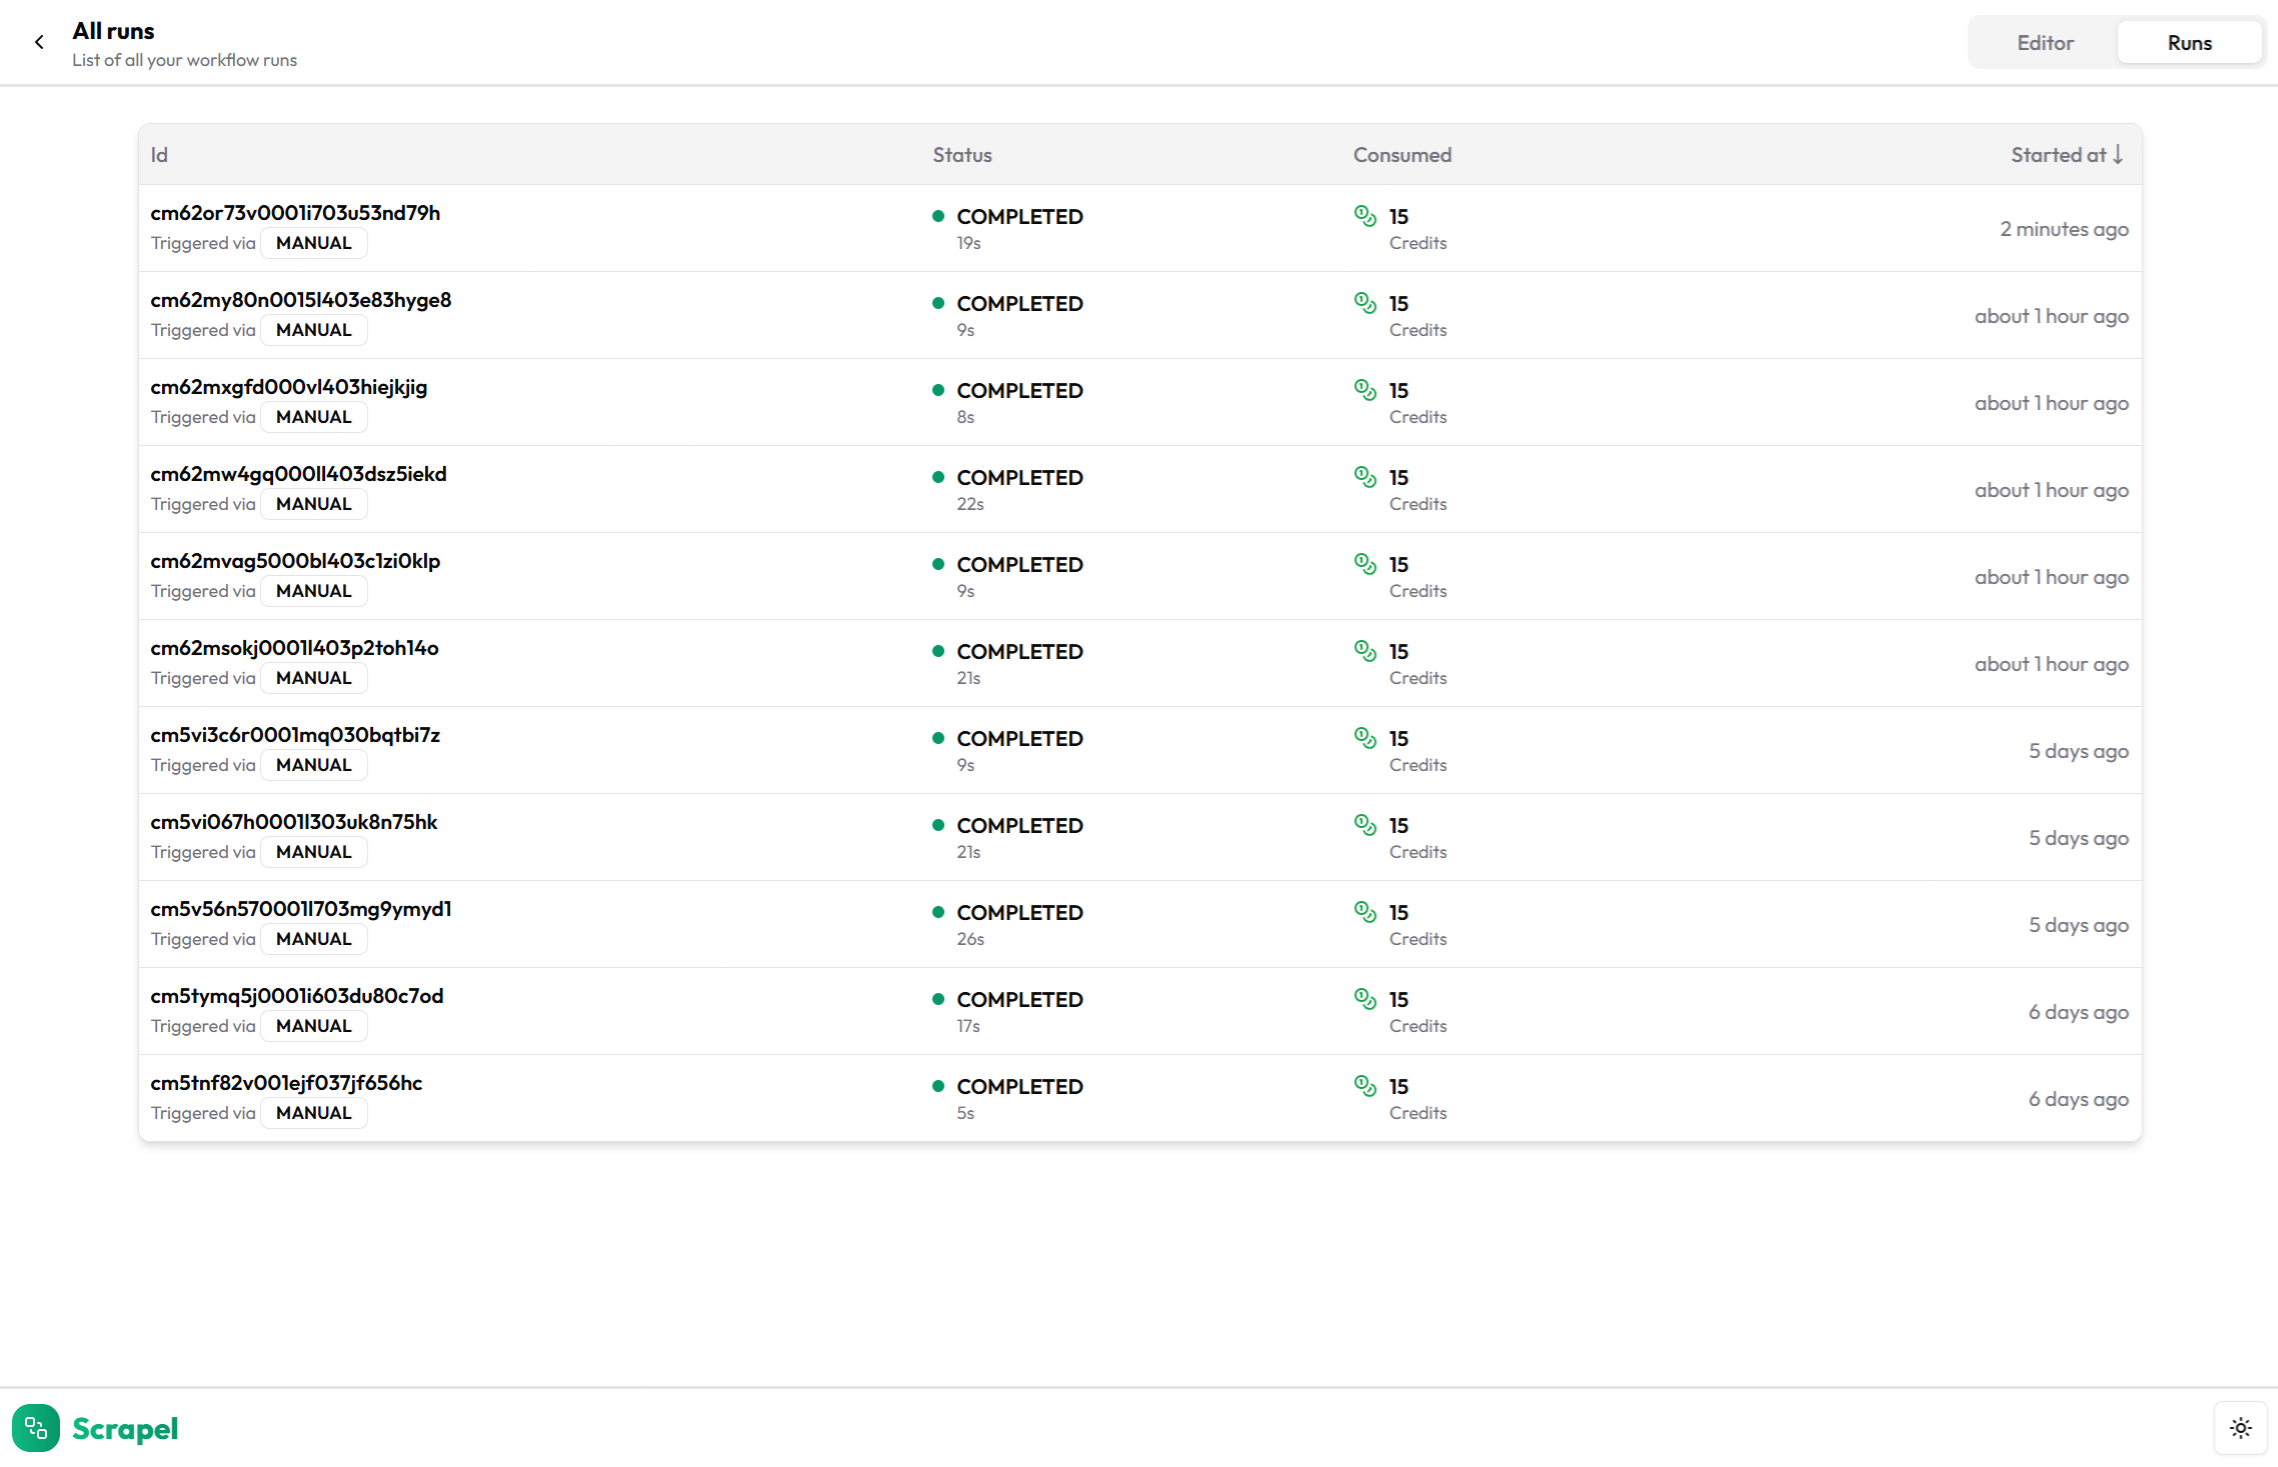 All runs
List of all your workflow runs
Editor
Runs
Id Status Consumed Started at ↓
cm62or73v0001i703u53nd79h
Triggered via MANUAL
COMPLETED
19s
15
Credits
2 minutes ago
cm62my80n0015l403e83hyge8
Triggered via MANUAL
COMPLETED
9s
15
Credits
about 1 hour ago
cm62mxgfd000vl403hiejkjig
Triggered via MANUAL
COMPLETED
8s
15
Credits
about 1 hour ago
cm62mw4gq000ll403dsz5iekd
Triggered via MANUAL
COMPLETED
22s
15
Credits
about 1 hour ago
cm62mvag5000bl403c1zi0klp
Triggered via MANUAL
COMPLETED
9s
15
Credits
about 1 hour ago
cm62msokj0001l403p2toh14o
Triggered via MANUAL
COMPLETED
21s
15
Credits
about 1 hour ago
cm5vi3c6r0001mq030bqtbi7z
Triggered via MANUAL
COMPLETED
9s
15
Credits
5 days ago
cm5vi067h0001l303uk8n75hk
Triggered via MANUAL
COMPLETED
21s
15
Credits
5 days ago
cm5v56n570001l703mg9ymyd1
Triggered via MANUAL
COMPLETED
26s
15
Credits
5 days ago
cm5tymq5j0001i603du80c7od
Triggered via MANUAL
COMPLETED
17s
15
Credits
6 days ago
cm5tnf82v001ejf037jf656hc
Triggered via MANUAL
COMPLETED
5s
15
Credits
6 days ago
Scrapel